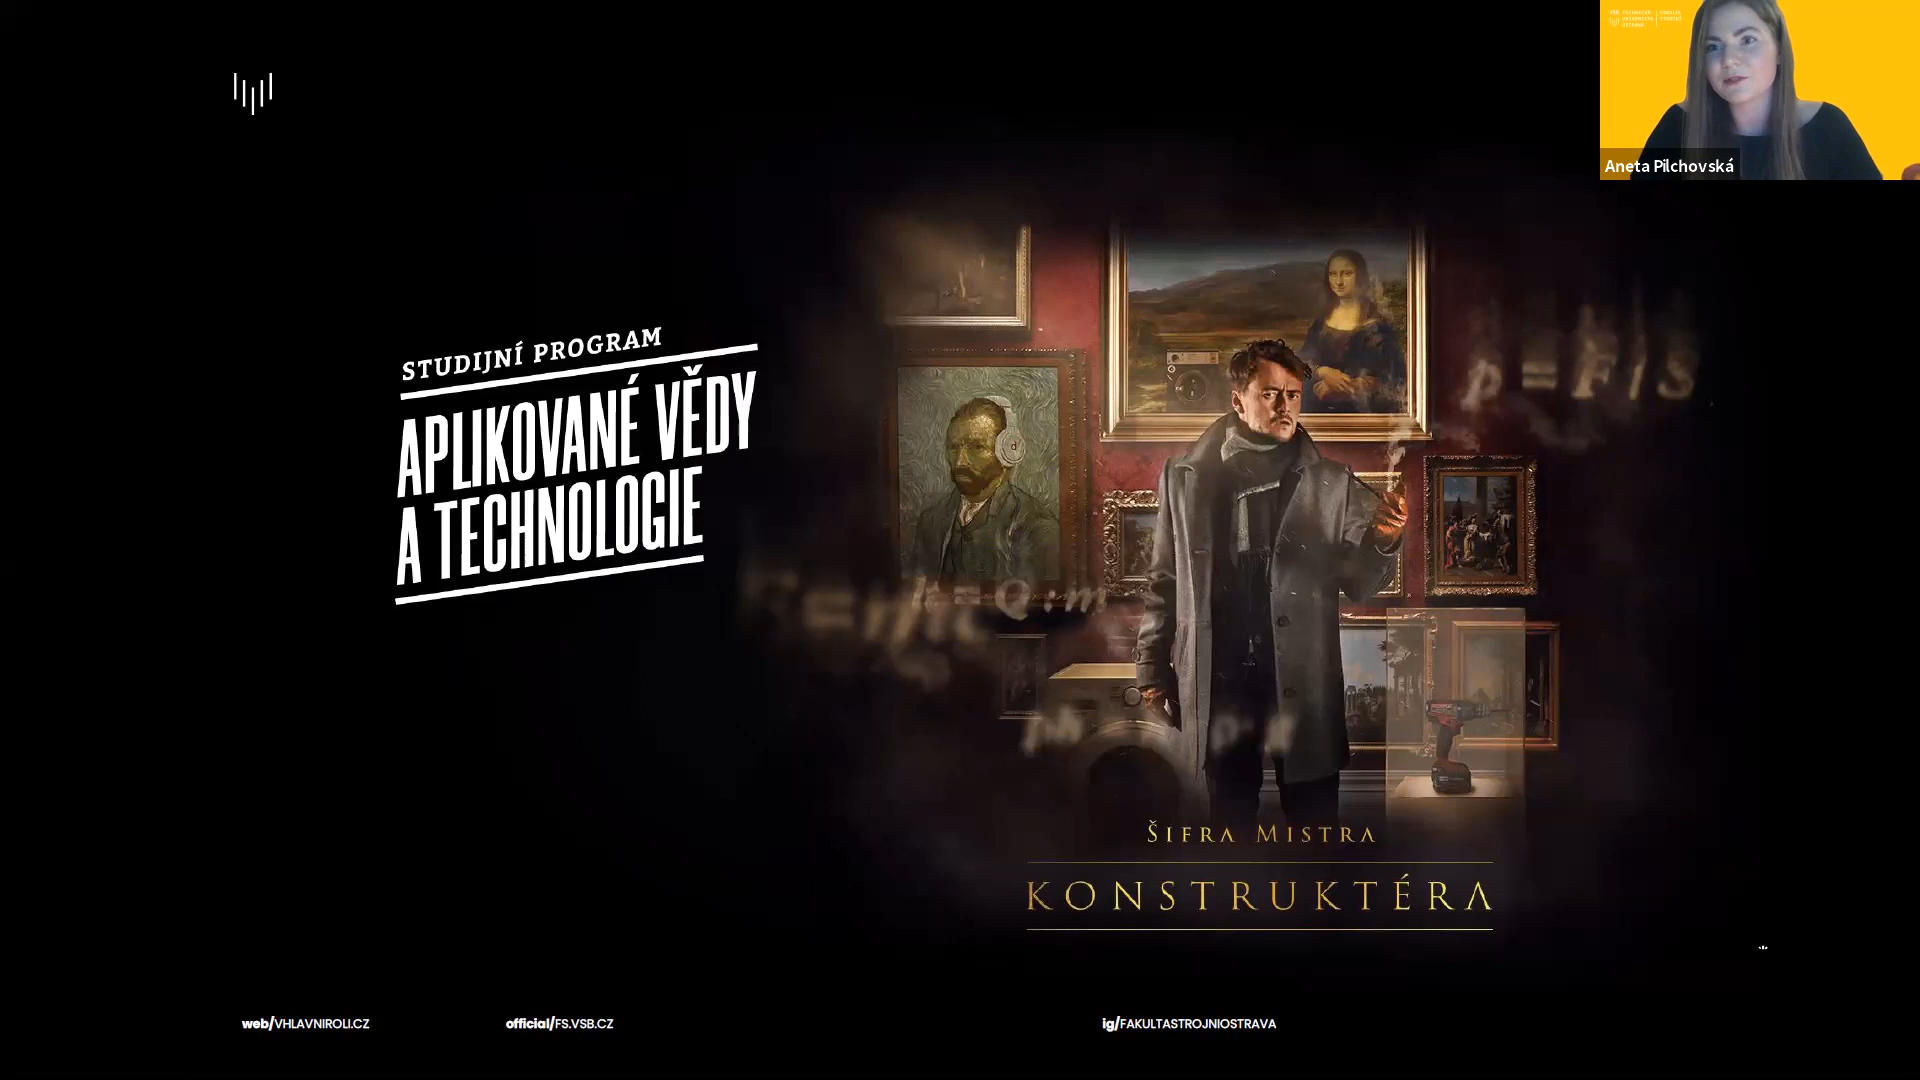 STUDIJNÍ PROGRAM
APLIKOVANÉ VĚDY
A TECHNOLOGIE
Aneta Pilchovská
p=F/S
ŠIFRA MISTRA
KONSTRUKTÉRA
web/VHLAVNIROLI.CZ
official/FS.VSB.CZ
ig/FAKULTASTROJNIOSTRAVA